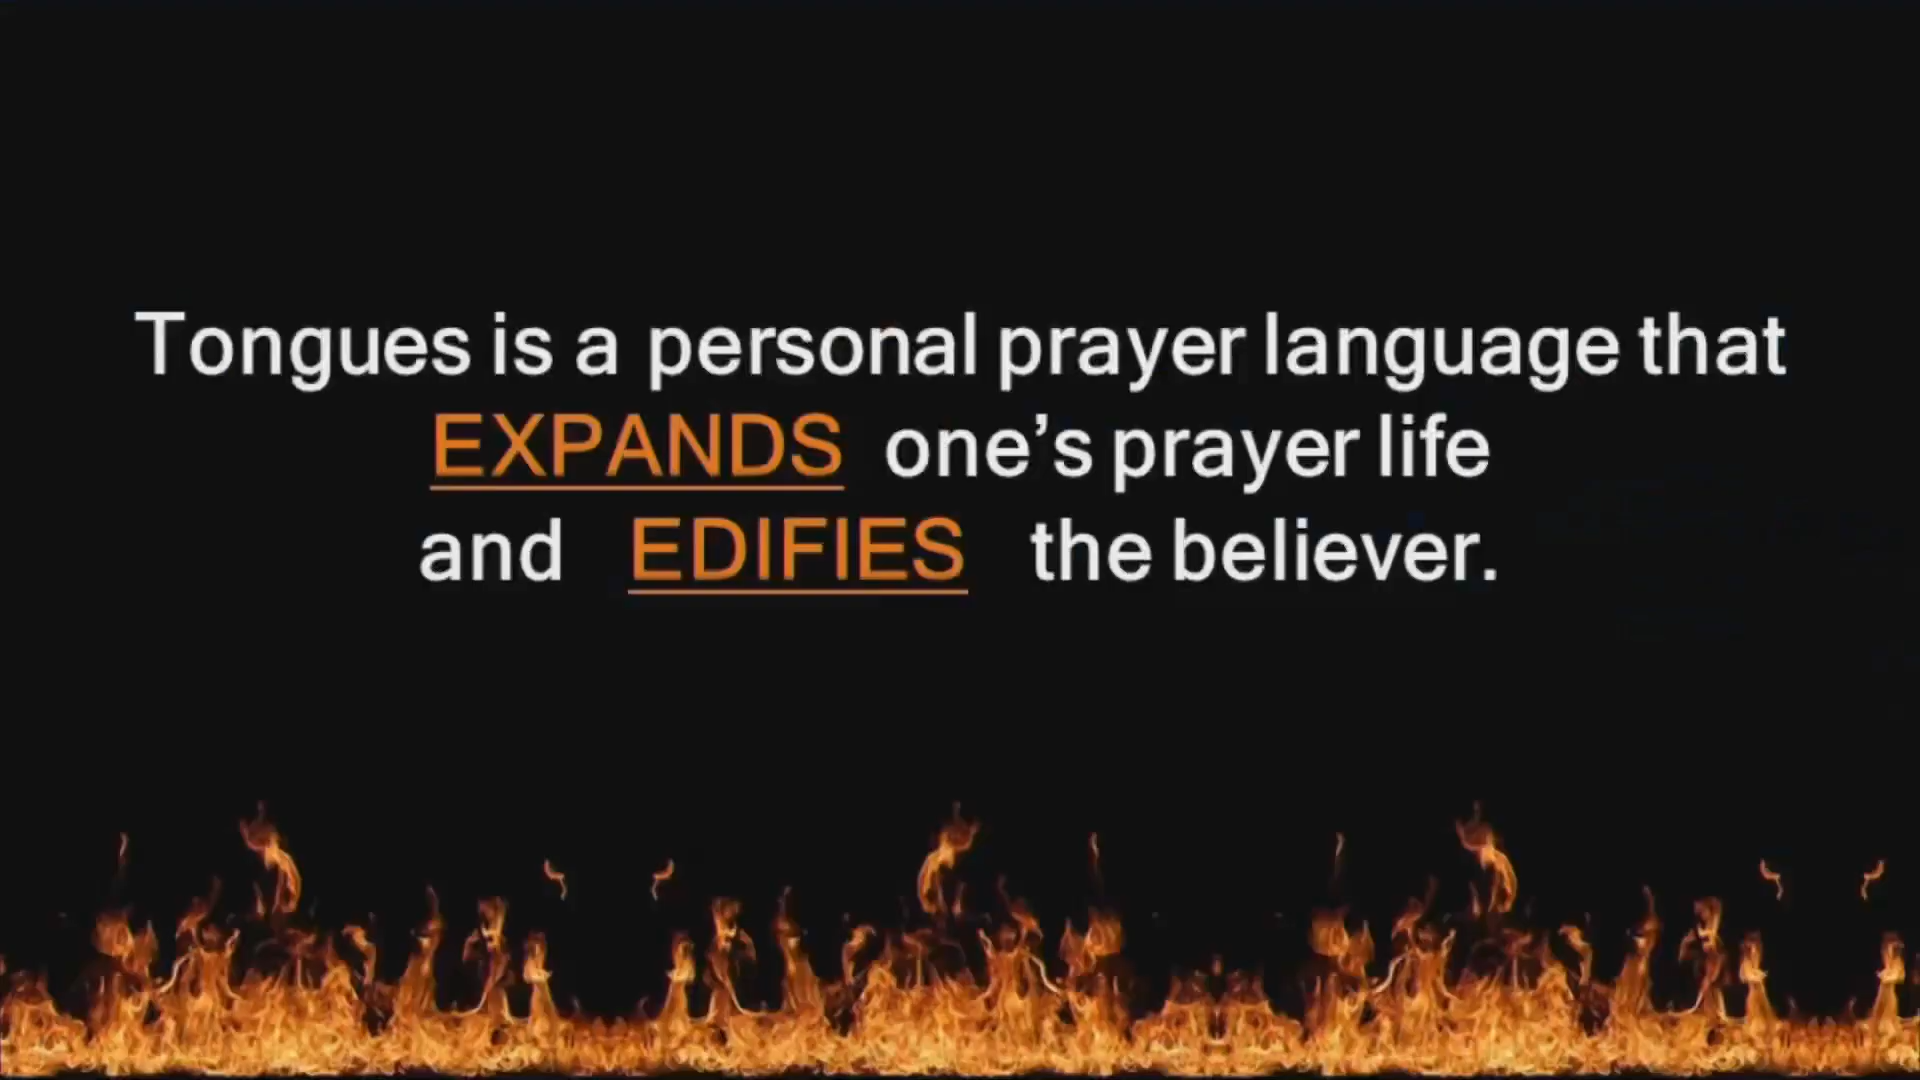 Tongues is a personal prayer language that
EXPANDS one’s prayer life
and EDIFIES the believer.